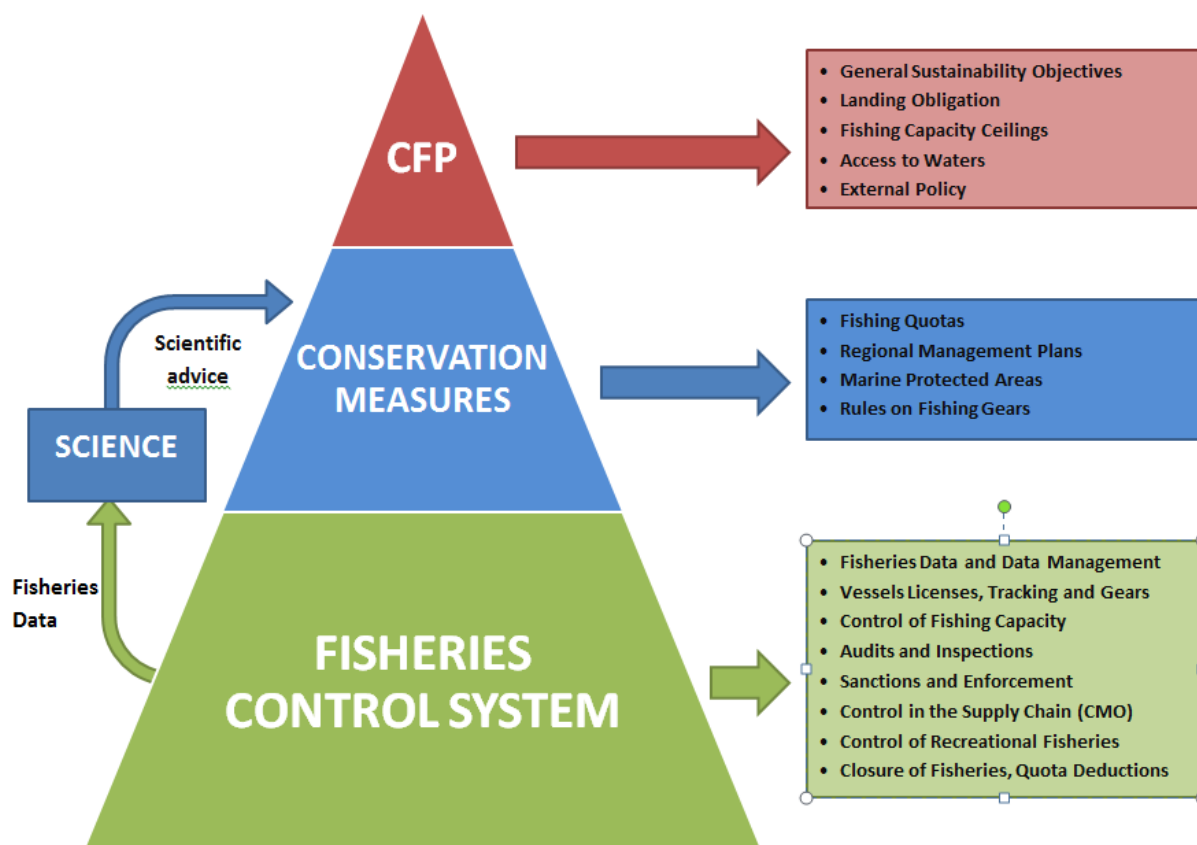 CFP
• General Sustainability Objectives
• Landing Obligation
• Fishing Capacity Ceilings
• Access to Waters
• External Policy
Scientific
advice
CONSERVATION
MEASURES
• Fishing Quotas
• Regional Management Plans
• Marine Protected Areas
• Rules on Fishing Gears
SCIENCE
Fisheries
Data
FISHERIES
CONTROL SYSTEM
• Fisheries Data and Data Management
• Vessels Licenses, Tracking and Gears
• Control of Fishing Capacity
• Audits and Inspections
• Sanctions and Enforcement
• Control in the Supply Chain (CMO)
• Control of Recreational Fisheries
• Closure of Fisheries, Quota Deductions